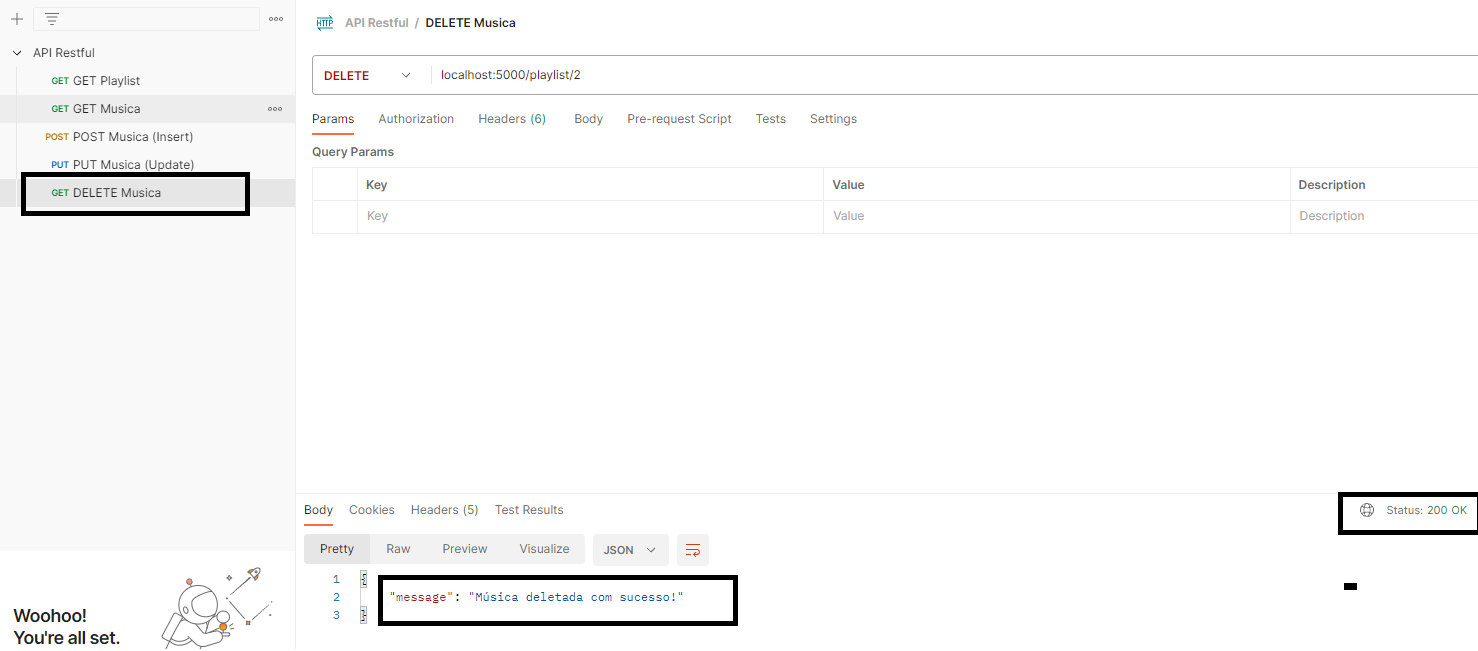 API Restful
GET GET Playlist
GET GET Musica
POST POST Musica (Insert)
PUT PUT Musica (Update)
GET DELETE Musica
Woohoo!
You're all set.
HTTP API Restful / DELETE Musica
DELETE localhost:5000/playlist/2
Params Authorization Headers (6) Body Pre-request Script Tests Settings
Query Params
Key Value Description
Key Value Description
Body Cookies Headers (5) Test Results Status: 200 OK
Pretty Raw Preview Visualize JSON
1 {
2 "message": "Música deletada com sucesso!"
3 }